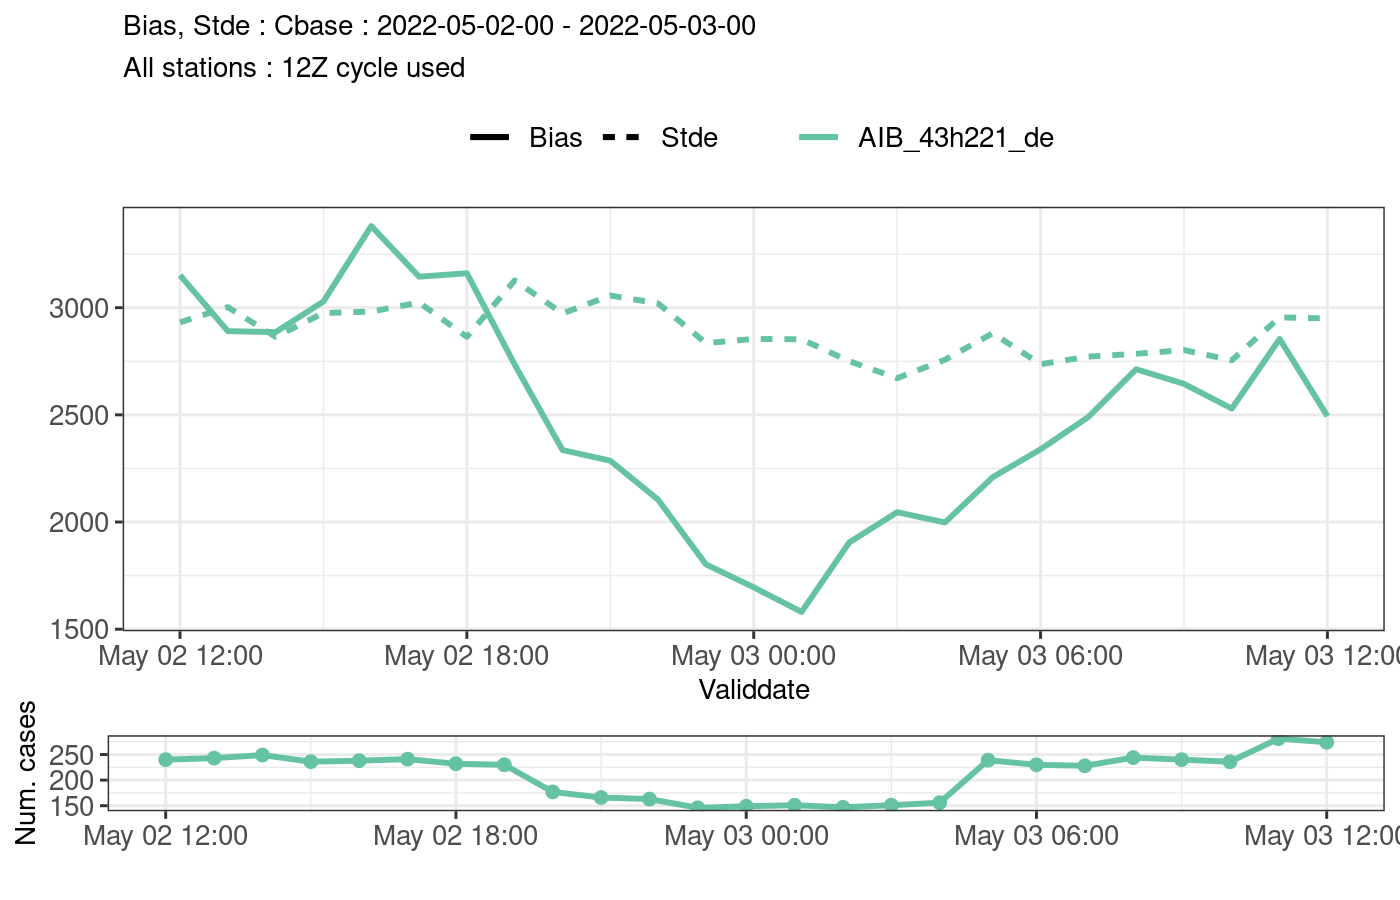 Bias, Stde : Cbase : 2022-05-02-00 - 2022-05-03-00
All stations : 12Z cycle used
Bias Stde AIB_43h221_de
3000
2500
2000
1500
May 02 12:00 May 02 18:00 May 03 00:00 May 03 06:00 May 03 12:00
Validdate
Num. cases
250
200
150
May 02 12:00 May 02 18:00 May 03 00:00 May 03 06:00 May 03 12:00